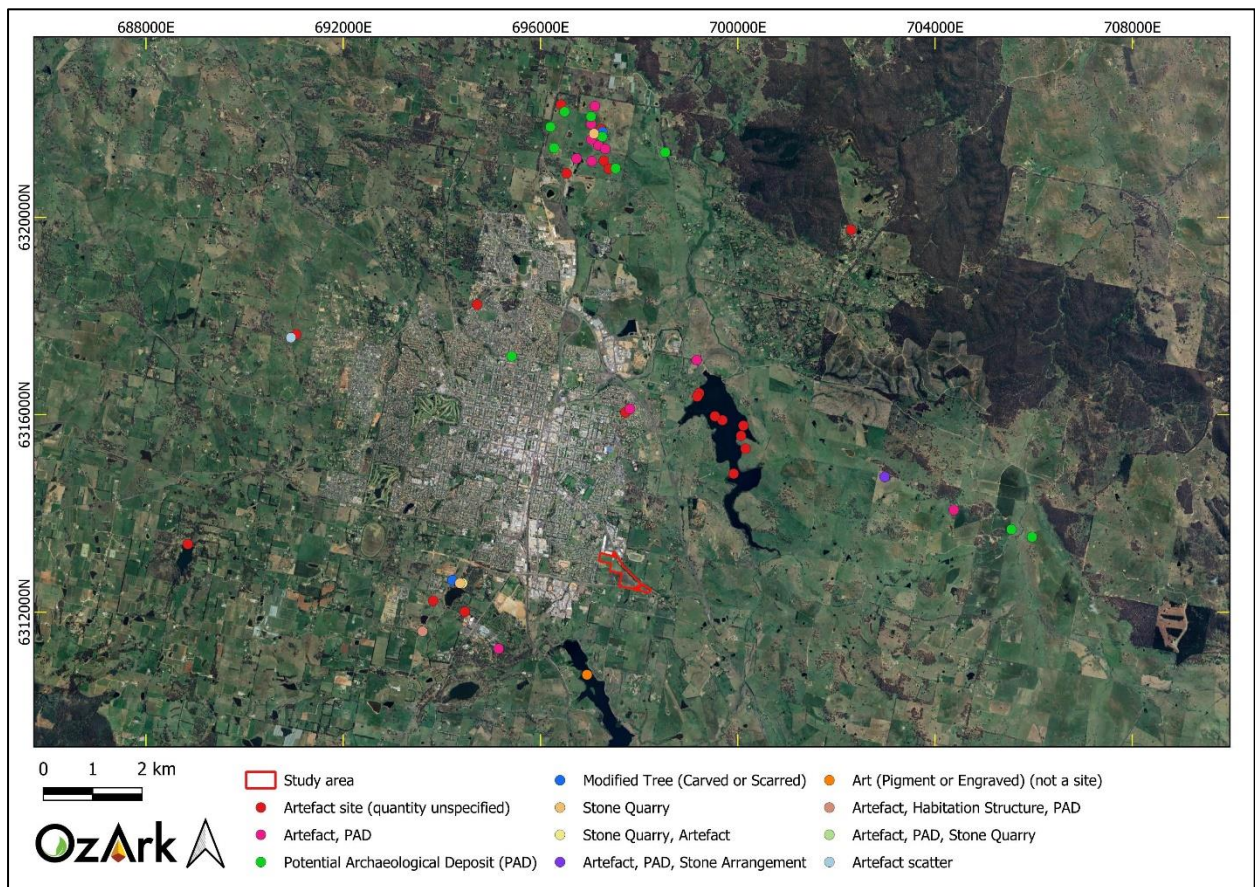 688000E 692000E 696000E 700000E 704000E 708000E
6320000N
6316000N
6312000N
0 1 2 km
Study area
Artefact site (quantity unspecified)
Artefact, PAD
Potential Archaeological Deposit (PAD)
Modified Tree (Carved or Scarred)
Stone Quarry
Stone Quarry, Artefact
Artefact, PAD, Stone Arrangement
Art (Pigment or Engraved) (not a site)
Artefact, Habitation Structure, PAD
Artefact, PAD, Stone Quarry
Artefact scatter
OzArk